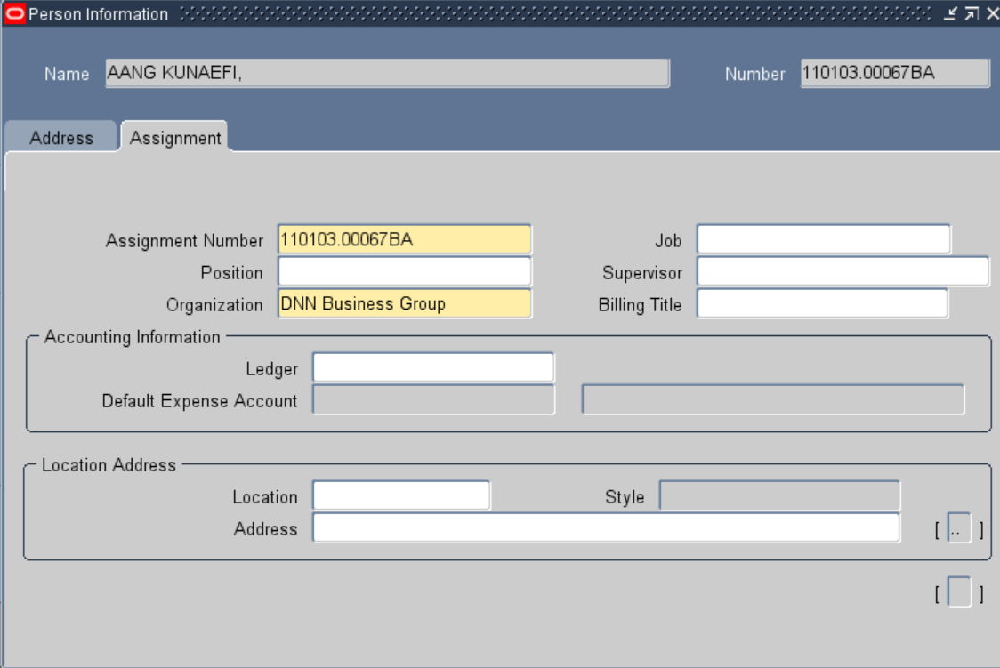 Person Information
Name AANG KUNAEFI, Number 110103.00067BA
Address Assignment
Assignment Number 110103.00067BA Job
Position Supervisor
Organization DNN Business Group Billing Title
Accounting Information
Ledger
Default Expense Account
Location Address
Location Style
Address [ .. ]
[ ]